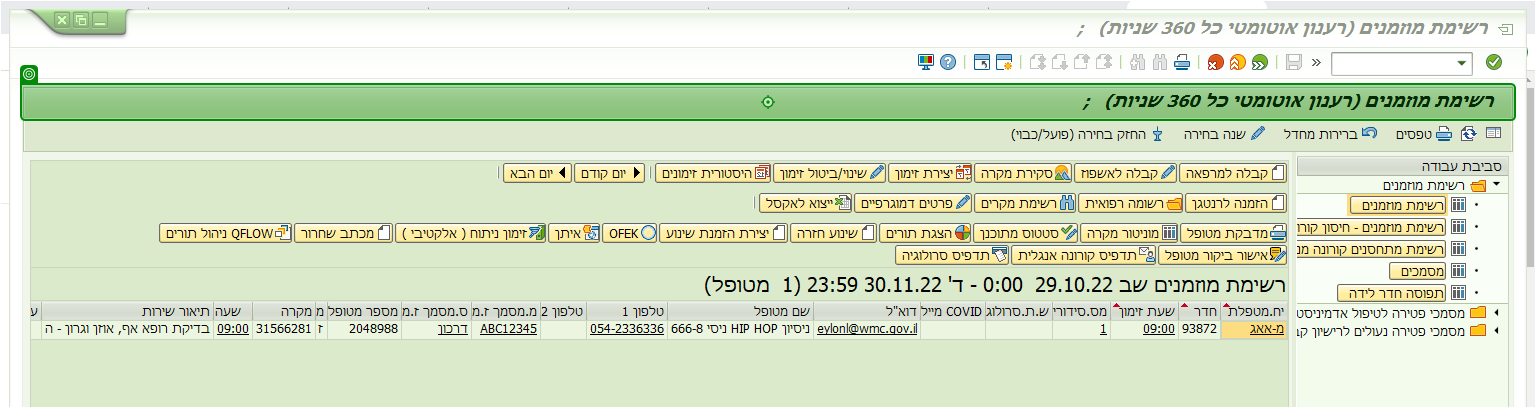 רשימת מוזמנים (רענון אוטומטי כל 360 שניות) ;
רשימת מוזמנים (רענון אוטומטי כל 360 שניות) ;
טפסים ברירות מחדל שנה בחירה החזק בחירה (פועל/כבוי)
סביבת עבודה
רשימת מוזמנים
רשימת מוזמנים
רשימת מוזמנים - חיסון קורו
רשימת מתחסנים קורונה מנ
מסמכים
תפוסה חדר לידה
מסמכי פטירה לטיפול אדמיניסט
מסמכי פטירה נעולים לרישיון קב
קבלה למרפאה קבלה לאשפוז סקירת מקרה יצירת זימון שינוי/ביטול זימון היסטורית זימונים יום קודם יום הבא
הזמנה לרנטגן רשומה רפואית רשימת מקרים פרטים דמוגרפיים ייצוא לאקסל
מדבקת מטופל מוניטור מקרה סטטוס מתוכנן הצגת תורים שינוע חזרה יצירת הזמנת שינוע OFEK איתך זימון ניתוח ( אלקטיבי ) מכתב שחרור QFLOW ניהול תורים
אישור ביקור מטופל תדפיס קורונה אנגלית תדפיס סרולוגיה
רשימת מוזמנים שב 29.10.22 0:00 - ד' 30.11.22 23:59 (1 מטופל)
יח.מטפלת חדר שעת זימון מס.סידורי ש.ת.סרולוג COVID מייל דוא"ל שם מטופל טלפון 1 טלפון 2 מ.מסמך ז.מ ס.מסמך ז.מ מספר מטופל מ מקרה שעה תיאור שירות ע
מ-אאג 93872 09:00 1 eylonl@wmc.gov.il ניסיון HIP HOP ניסי 666-8 054-2336336 ABC12345 דרכון 2048988 ז 31566281 09:00 בדיקת רופא אף, אוזן וגרון - ה